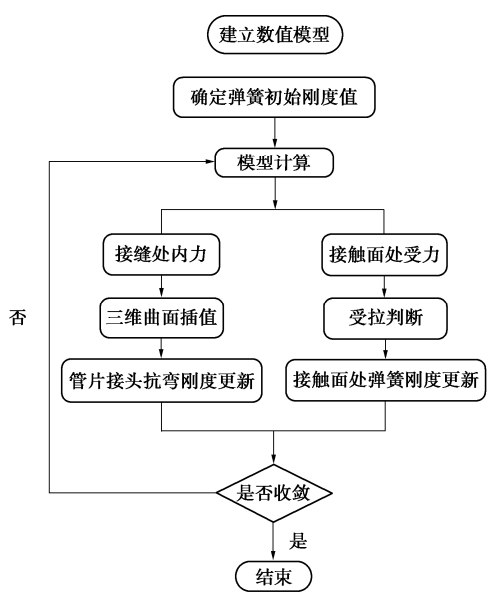 建立数值模型
确定弹簧初始刚度值
模型计算
接缝处内力
接触面处受力
三维曲面插值
受拉判断
管片接头抗弯刚度更新
接触面处弹簧刚度更新
否
是否收敛
是
结束